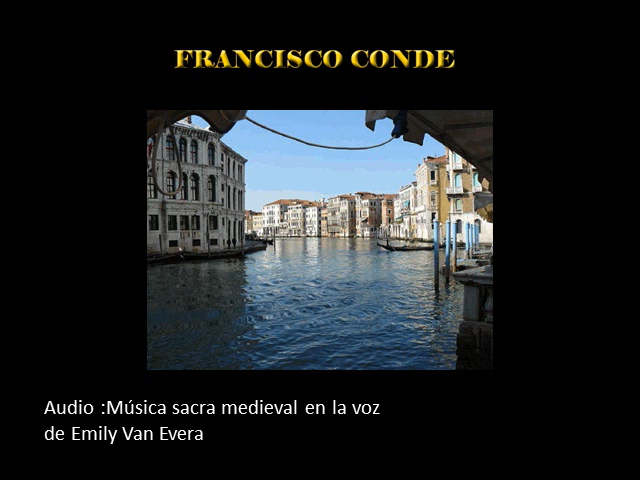 FRANCISCO CONDE
Audio :Música sacra medieval en la voz
de Emily Van Evera